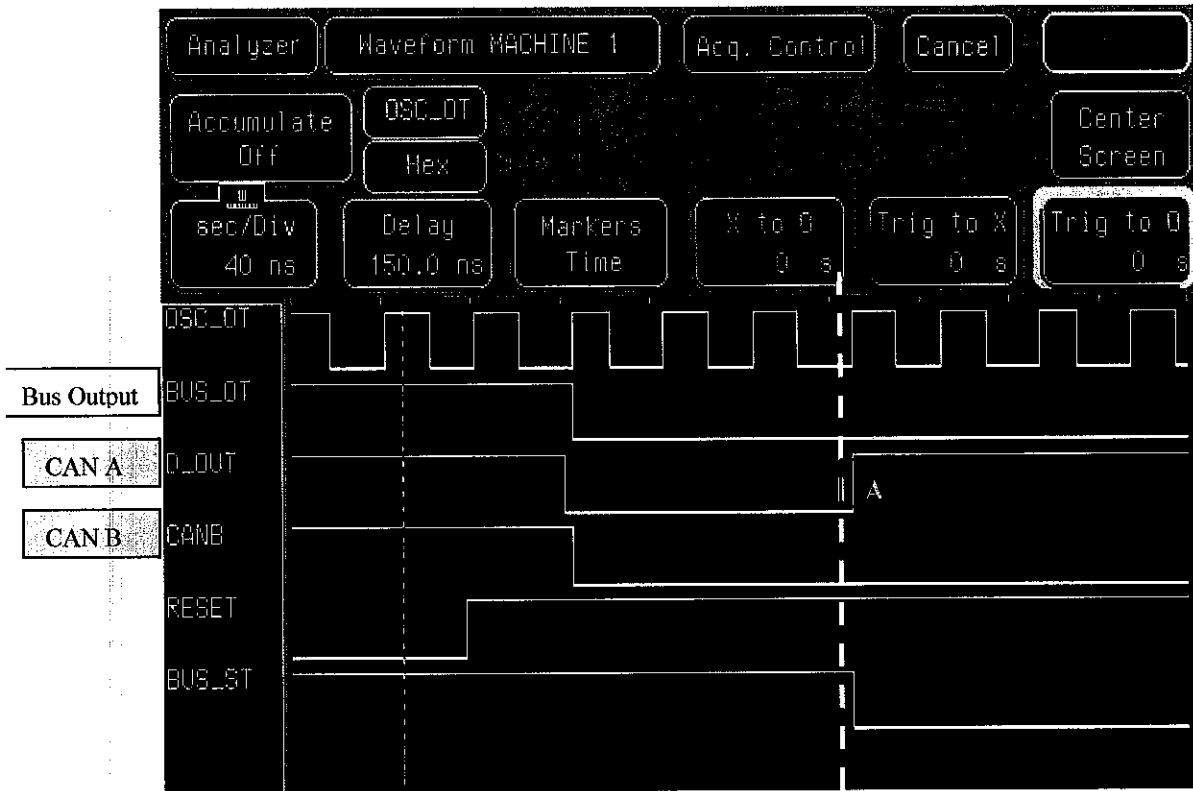 Analyzer
Waveform MACHINE 1
Acq. Control
Cancel
Accumulate
Off
OSC_OT
Hex
Center
Screen
sec/Div
40 ns
Delay
150.0 ns
Markers
Time
X to O
0 s
Trig to X
0 s
Trig to O
0 s
OSC_OT
Bus Output
BUS_OT
CAN A
D_OUT
A
CAN B
CANB
RESET
BUS_ST